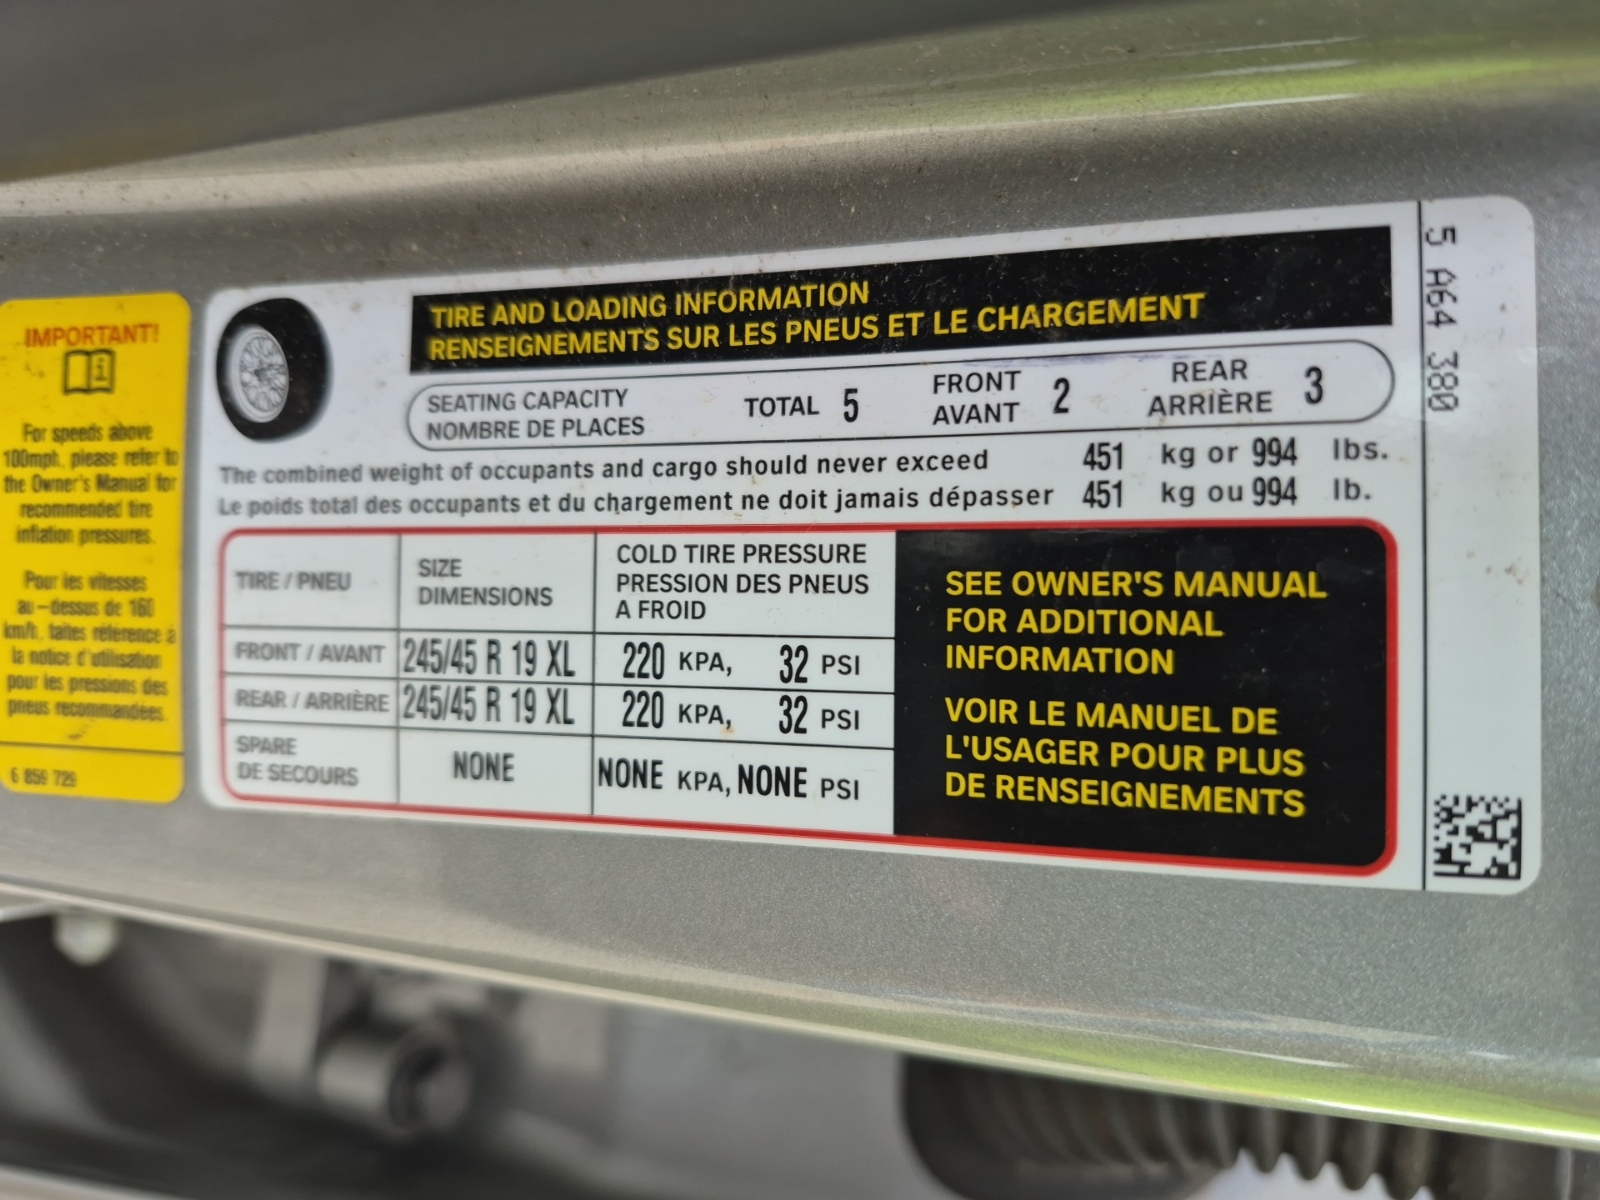 IMPORTANT!
For speeds above
100mph, please refer to
the Owner's Manual for
recommended tire
inflation pressures.
Pour les vitesses
au-dessus de 160
km/h, faites référence à
la notice d'utilisation
pour les pressions des
pneus recommandées.
6 859 729
TIRE AND LOADING INFORMATION
RENSEIGNEMENTS SUR LES PNEUS ET LE CHARGEMENT
SEATING CAPACITY
NOMBRE DE PLACES
TOTAL 5
FRONT
AVANT
2
REAR
ARRIÈRE
3
The combined weight of occupants and cargo should never exceed 451 kg or 994 lbs.
Le poids total des occupants et du chargement ne doit jamais dépasser 451 kg ou 994 lb.
TIRE / PNEU
SIZE
DIMENSIONS
COLD TIRE PRESSURE
PRESSION DES PNEUS
A FROID
FRONT / AVANT 245/45 R 19 XL 220 KPA, 32 PSI
REAR / ARRIÈRE 245/45 R 19 XL 220 KPA, 32 PSI
SPARE
DE SECOURS
NONE NONE KPA, NONE PSI
SEE OWNER'S MANUAL
FOR ADDITIONAL
INFORMATION
VOIR LE MANUEL DE
L'USAGER POUR PLUS
DE RENSEIGNEMENTS
5 A64 380